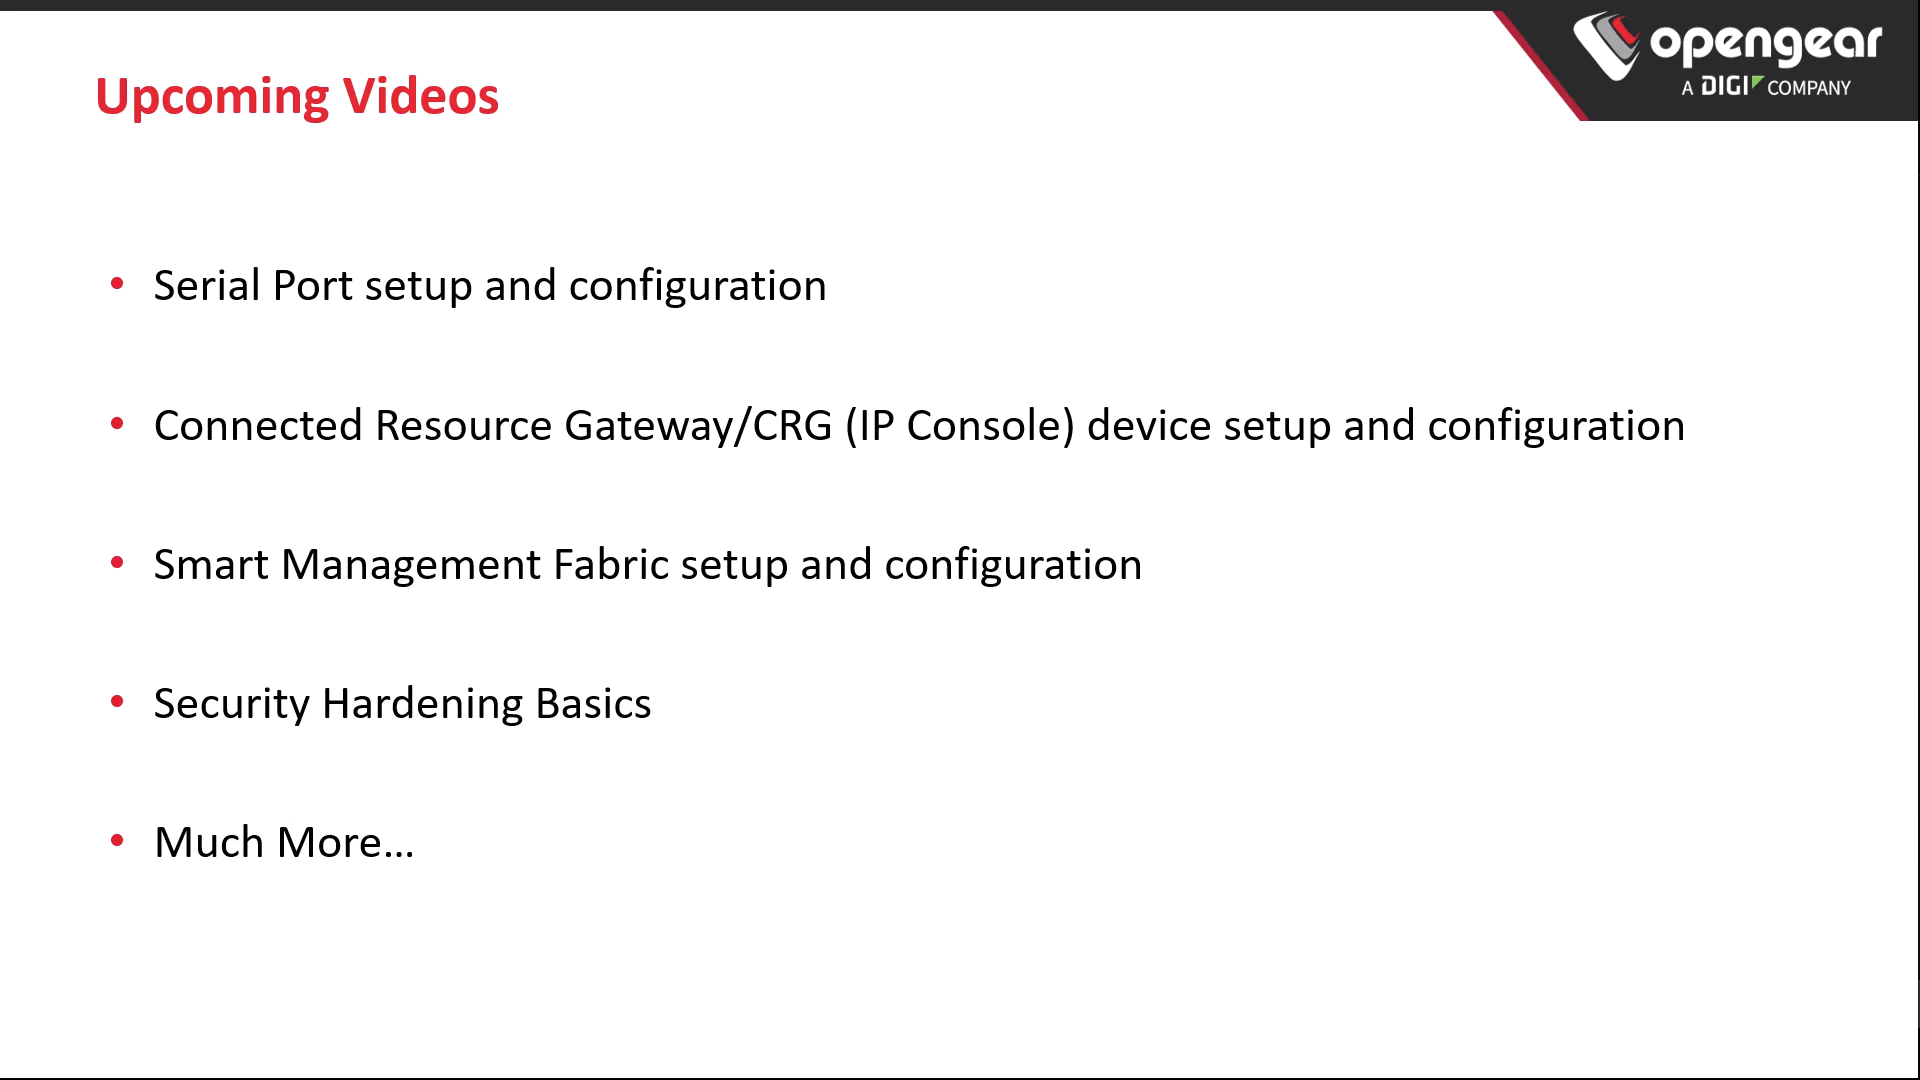 opengear
A DIGI COMPANY
Upcoming Videos
• Serial Port setup and configuration
• Connected Resource Gateway/CRG (IP Console) device setup and configuration
• Smart Management Fabric setup and configuration
• Security Hardening Basics
• Much More…